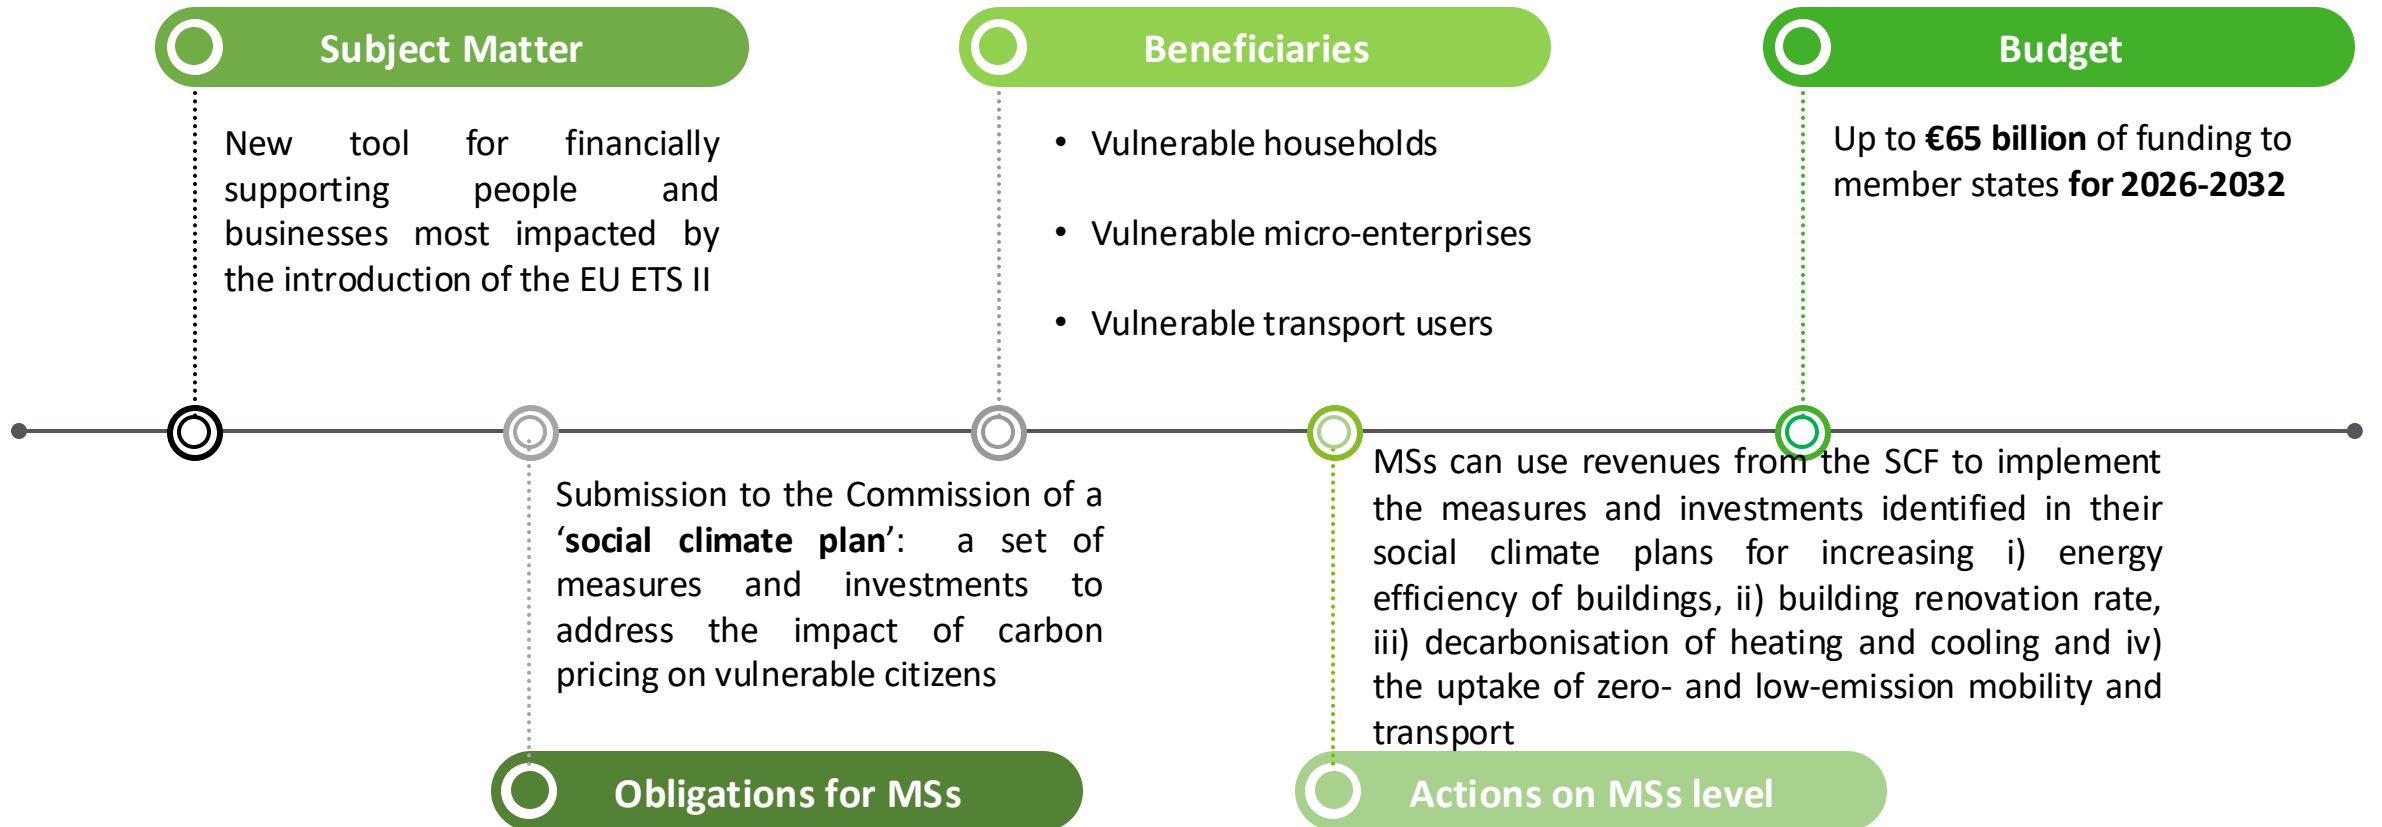 Subject Matter
New tool for financially
supporting people and
businesses most impacted by
the introduction of the EU ETS II
Submission to the Commission of a
‘social climate plan’: a set of
measures and investments to
address the impact of carbon
pricing on vulnerable citizens
Obligations for MSs
Beneficiaries
• Vulnerable households
• Vulnerable micro-enterprises
• Vulnerable transport users
MSs can use revenues from the SCF to implement
the measures and investments identified in their
social climate plans for increasing i) energy
efficiency of buildings, ii) building renovation rate,
iii) decarbonisation of heating and cooling and iv)
the uptake of zero- and low-emission mobility and
transport
Actions on MSs level
Budget
Up to €65 billion of funding to
member states for 2026-2032